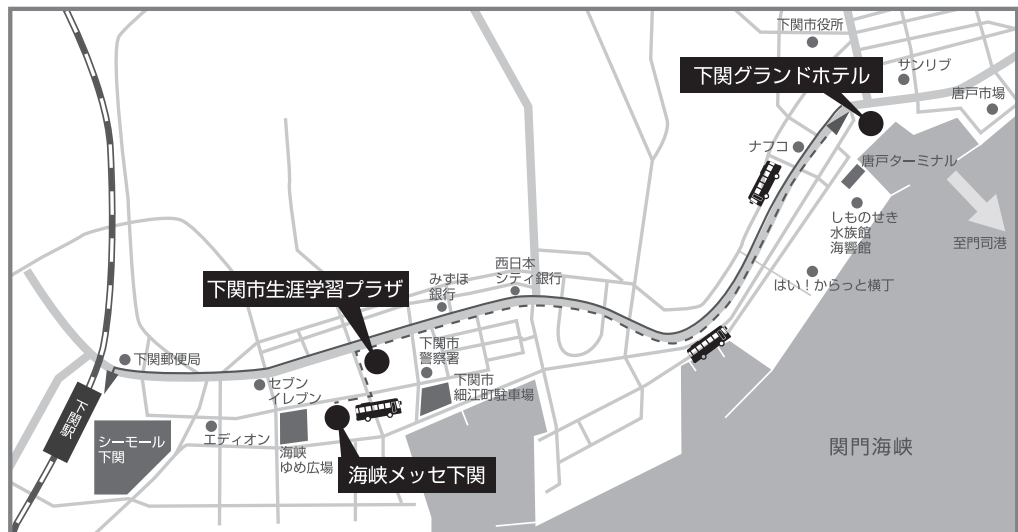 下関市役所
下関グランドホテル
サンリブ
唐戸市場
ナフコ
唐戸ターミナル
しものせき
水族館
海響館
至門司港
はい！からっと横丁
西日本
シティ銀行
みずほ
銀行
下関市生涯学習プラザ
下関市
警察署
下関郵便局
セブン
イレブン
下関市
細江町駐車場
下関駅
シーモール
下関
エディオン
海峡
ゆめ広場
海峡メッセ下関
関門海峡